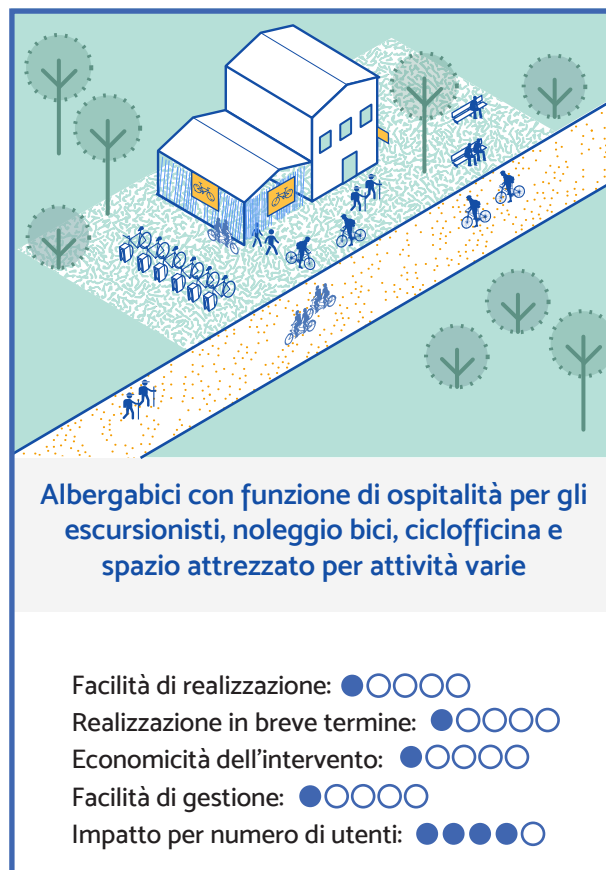 Albergabici con funzione di ospitalità per gli
escursionisti, noleggio bici, ciclofficina e
spazio attrezzato per attività varie
Facilità di realizzazione:
Realizzazione in breve termine:
Economicità dell'intervento:
Facilità di gestione:
Impatto per numero di utenti: